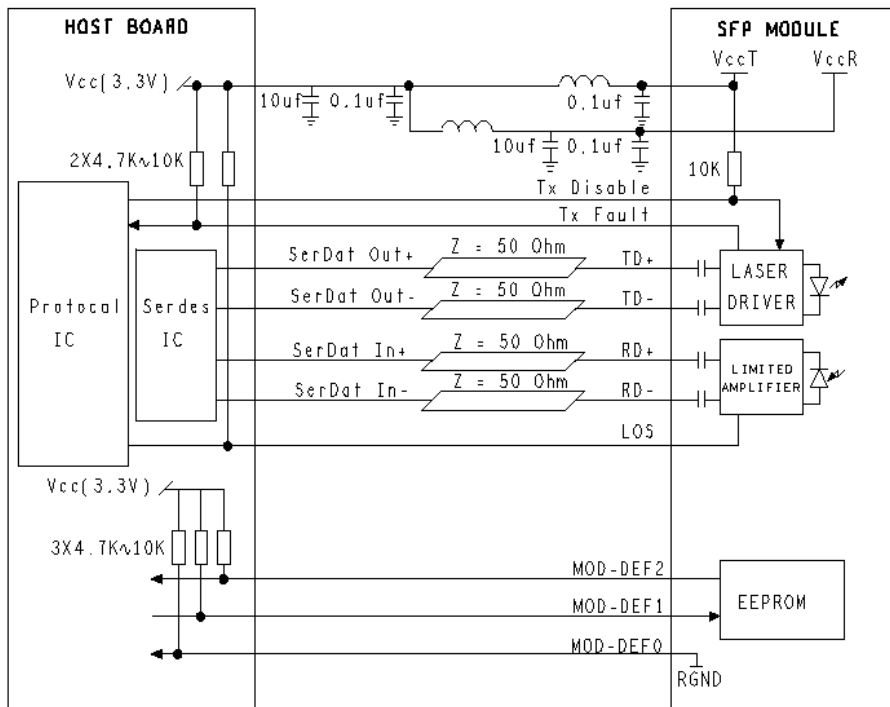 HOST BOARD
SFP MODULE
VccT
VccR
Vcc(3.3V)
10uf
0.1uf
0.1uf
10uf
0.1uf
2X4.7K~10K
10K
Tx Disable
Tx Fault
SerDat Out+
Z = 50 Ohm
TD+
SerDat Out-
Z = 50 Ohm
TD-
LASER
DRIVER
Protocal
IC
Serdes
IC
SerDat In+
Z = 50 Ohm
RD+
SerDat In-
Z = 50 Ohm
RD-
LIMITED
AMPLIFIER
LOS
Vcc(3.3V)
3X4.7K~10K
MOD-DEF2
MOD-DEF1
EEPROM
MOD-DEF0
RGND